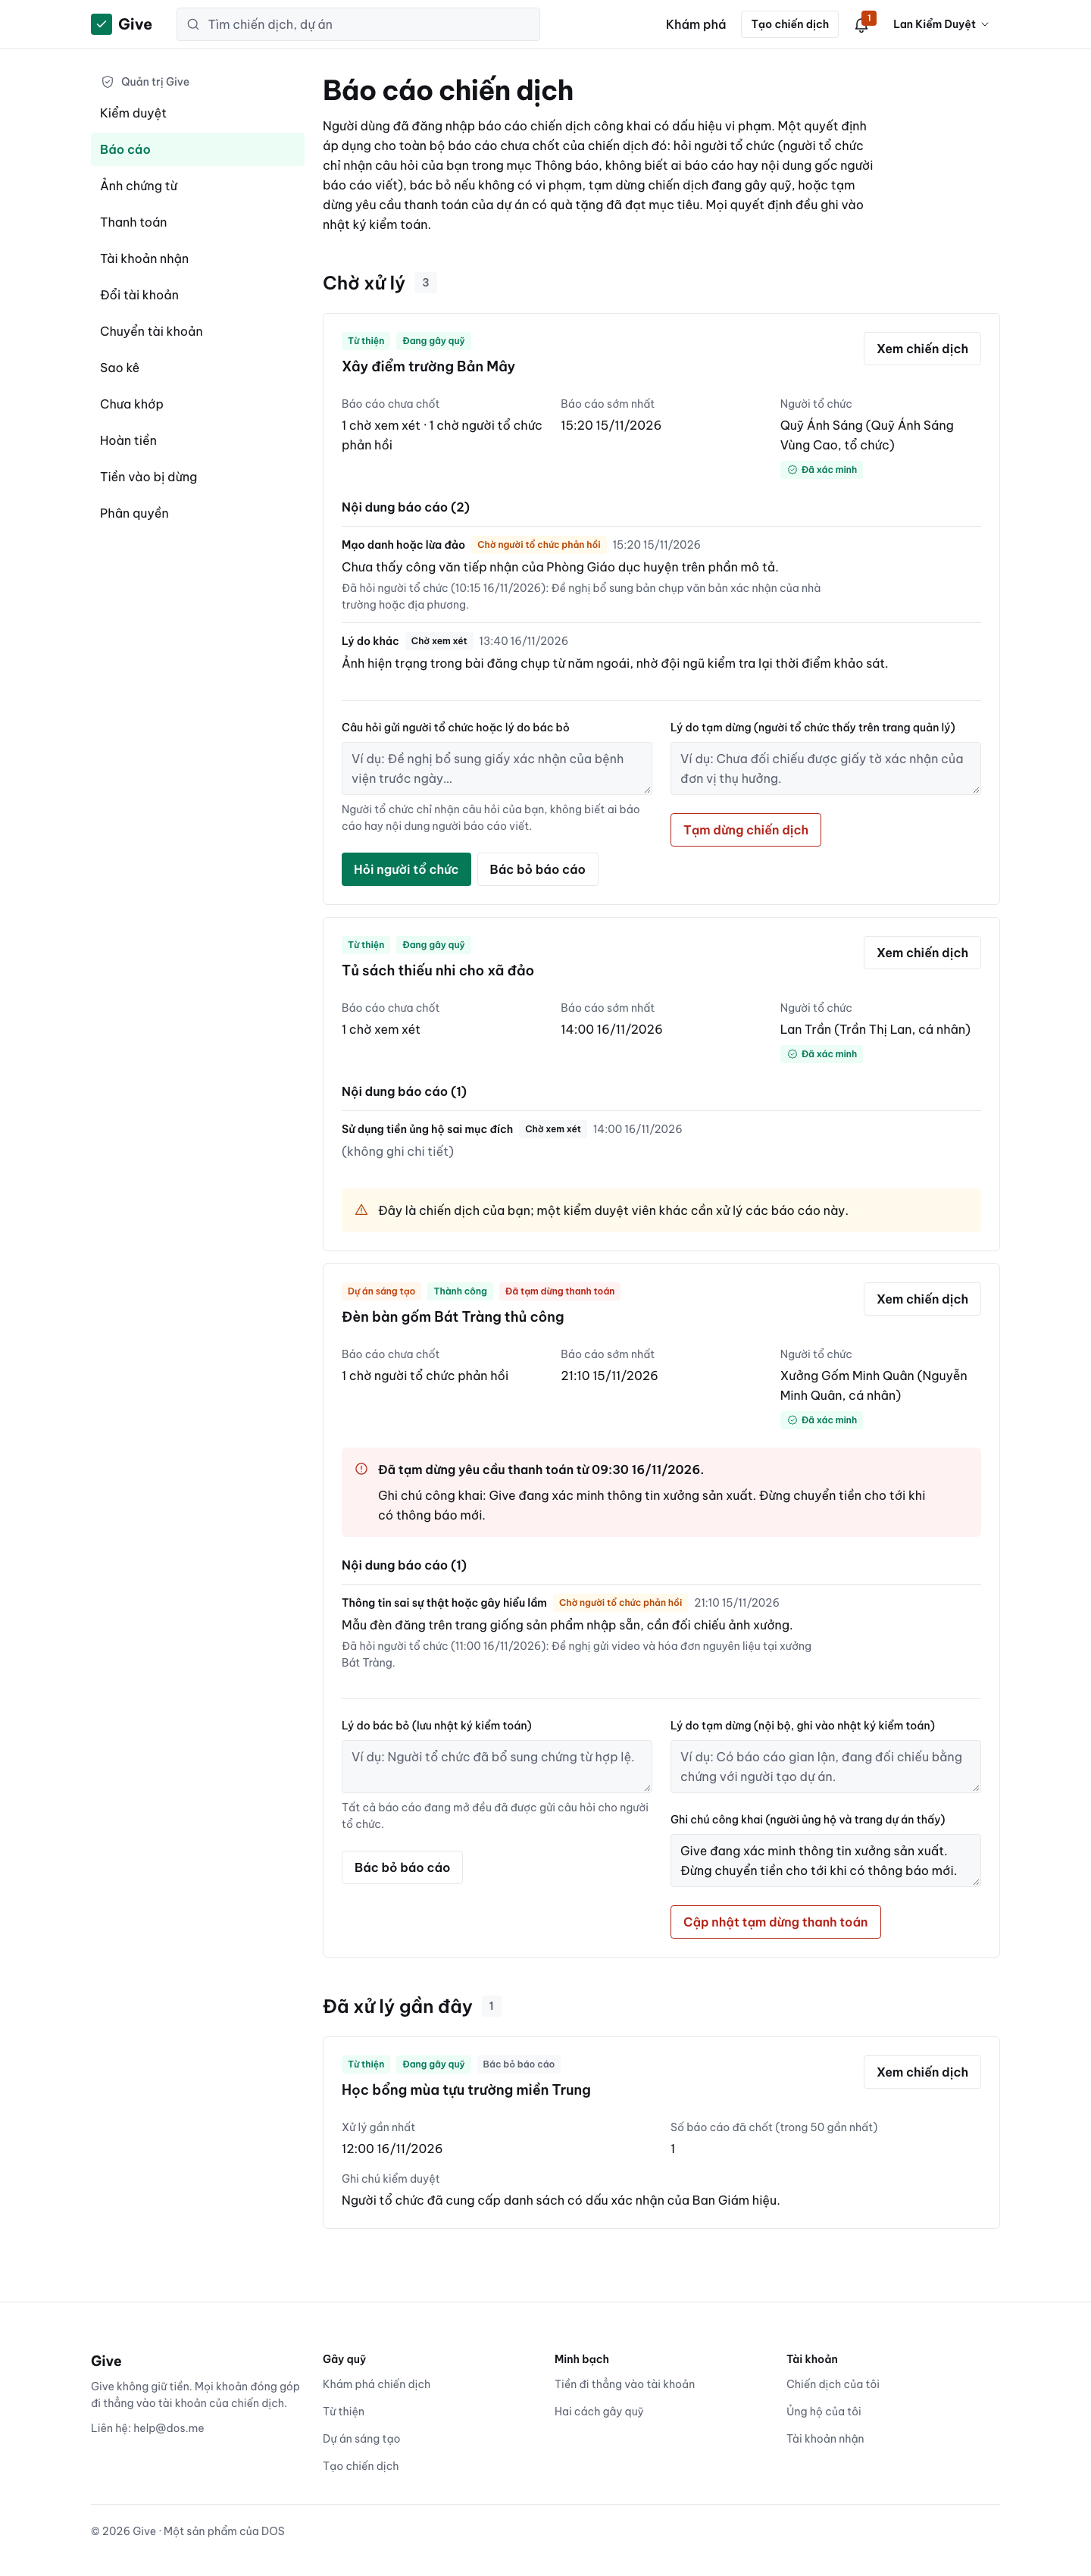 Give
Tìm chiến dịch, dự án
Khám phá
Tạo chiến dịch
1
Lan Kiểm Duyệt
Quản trị Give
Kiểm duyệt
Báo cáo
Ảnh chứng từ
Thanh toán
Tài khoản nhận
Đổi tài khoản
Chuyển tài khoản
Sao kê
Chưa khớp
Hoàn tiền
Tiền vào bị dừng
Phân quyền
Báo cáo chiến dịch
Người dùng đã đăng nhập báo cáo chiến dịch công khai có dấu hiệu vi phạm. Một quyết định
áp dụng cho toàn bộ báo cáo chưa chốt của chiến dịch đó: hỏi người tổ chức (người tổ chức
chỉ nhận câu hỏi của bạn trong mục Thông báo, không biết ai báo cáo hay nội dung gốc người
báo cáo viết), bác bỏ nếu không có vi phạm, tạm dừng chiến dịch đang gây quỹ, hoặc tạm
dừng yêu cầu thanh toán của dự án có quà tặng đã đạt mục tiêu. Mọi quyết định đều ghi vào
nhật ký kiểm toán.
Chờ xử lý 3
Từ thiện Đang gây quỹ
Xem chiến dịch
Xây điểm trường Bản Mây
Báo cáo chưa chốt
1 chờ xem xét · 1 chờ người tổ chức
phản hồi
Báo cáo sớm nhất
15:20 15/11/2026
Người tổ chức
Quỹ Ánh Sáng (Quỹ Ánh Sáng
Vùng Cao, tổ chức)
Đã xác minh
Nội dung báo cáo (2)
Mạo danh hoặc lừa đảo Chờ người tổ chức phản hồi 15:20 15/11/2026
Chưa thấy công văn tiếp nhận của Phòng Giáo dục huyện trên phần mô tả.
Đã hỏi người tổ chức (10:15 16/11/2026): Đề nghị bổ sung bản chụp văn bản xác nhận của nhà
trường hoặc địa phương.
Lý do khác Chờ xem xét 13:40 16/11/2026
Ảnh hiện trạng trong bài đăng chụp từ năm ngoái, nhờ đội ngũ kiểm tra lại thời điểm khảo sát.
Câu hỏi gửi người tổ chức hoặc lý do bác bỏ
Ví dụ: Đề nghị bổ sung giấy xác nhận của bệnh
viện trước ngày...
Người tổ chức chỉ nhận câu hỏi của bạn, không biết ai báo
cáo hay nội dung người báo cáo viết.
Hỏi người tổ chức
Bác bỏ báo cáo
Lý do tạm dừng (người tổ chức thấy trên trang quản lý)
Ví dụ: Chưa đối chiếu được giấy tờ xác nhận của
đơn vị thụ hưởng.
Tạm dừng chiến dịch
Từ thiện Đang gây quỹ
Xem chiến dịch
Tủ sách thiếu nhi cho xã đảo
Báo cáo chưa chốt
1 chờ xem xét
Báo cáo sớm nhất
14:00 16/11/2026
Người tổ chức
Lan Trần (Trần Thị Lan, cá nhân)
Đã xác minh
Nội dung báo cáo (1)
Sử dụng tiền ủng hộ sai mục đích Chờ xem xét 14:00 16/11/2026
(không ghi chi tiết)
Đây là chiến dịch của bạn; một kiểm duyệt viên khác cần xử lý các báo cáo này.
Dự án sáng tạo Thành công Đã tạm dừng thanh toán
Xem chiến dịch
Đèn bàn gốm Bát Tràng thủ công
Báo cáo chưa chốt
1 chờ người tổ chức phản hồi
Báo cáo sớm nhất
21:10 15/11/2026
Người tổ chức
Xưởng Gốm Minh Quân (Nguyễn
Minh Quân, cá nhân)
Đã xác minh
Đã tạm dừng yêu cầu thanh toán từ 09:30 16/11/2026.
Ghi chú công khai: Give đang xác minh thông tin xưởng sản xuất. Đừng chuyển tiền cho tới khi
có thông báo mới.
Nội dung báo cáo (1)
Thông tin sai sự thật hoặc gây hiểu lầm Chờ người tổ chức phản hồi 21:10 15/11/2026
Mẫu đèn đăng trên trang giống sản phẩm nhập sẵn, cần đối chiếu ảnh xưởng.
Đã hỏi người tổ chức (11:00 16/11/2026): Đề nghị gửi video và hóa đơn nguyên liệu tại xưởng
Bát Tràng.
Lý do bác bỏ (lưu nhật ký kiểm toán)
Ví dụ: Người tổ chức đã bổ sung chứng từ hợp lệ.
Tất cả báo cáo đang mở đều đã được gửi câu hỏi cho người
tổ chức.
Bác bỏ báo cáo
Lý do tạm dừng (nội bộ, ghi vào nhật ký kiểm toán)
Ví dụ: Có báo cáo gian lận, đang đối chiếu bằng
chứng với người tạo dự án.
Ghi chú công khai (người ủng hộ và trang dự án thấy)
Give đang xác minh thông tin xưởng sản xuất.
Đừng chuyển tiền cho tới khi có thông báo mới.
Cập nhật tạm dừng thanh toán
Đã xử lý gần đây 1
Từ thiện Đang gây quỹ Bác bỏ báo cáo
Xem chiến dịch
Học bổng mùa tựu trường miền Trung
Xử lý gần nhất
12:00 16/11/2026
Số báo cáo đã chốt (trong 50 gần nhất)
1
Ghi chú kiểm duyệt
Người tổ chức đã cung cấp danh sách có dấu xác nhận của Ban Giám hiệu.
Give
Give không giữ tiền. Mọi khoản đóng góp
đi thẳng vào tài khoản của chiến dịch.
Liên hệ: help@dos.me
Gây quỹ
Khám phá chiến dịch
Từ thiện
Dự án sáng tạo
Tạo chiến dịch
Minh bạch
Tiền đi thẳng vào tài khoản
Hai cách gây quỹ
Tài khoản
Chiến dịch của tôi
Ủng hộ của tôi
Tài khoản nhận
© 2026 Give · Một sản phẩm của DOS